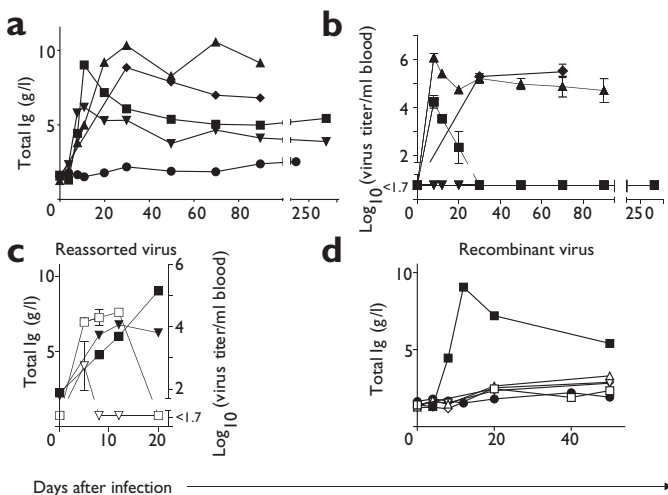 a
Total Ig (g/l)
10
5
0
0 20 40 60 80 250
b
Log10 (virus titer/ml blood)
6
4
2
<1.7
0 20 40 60 80 250
c
Reassorted virus
Total Ig (g/l)
10
5
0 10 20
6
4
2
<1.7
Log10 (virus titer/ml blood)
d
Recombinant virus
Total Ig (g/l)
10
5
0 20 40
Days after infection